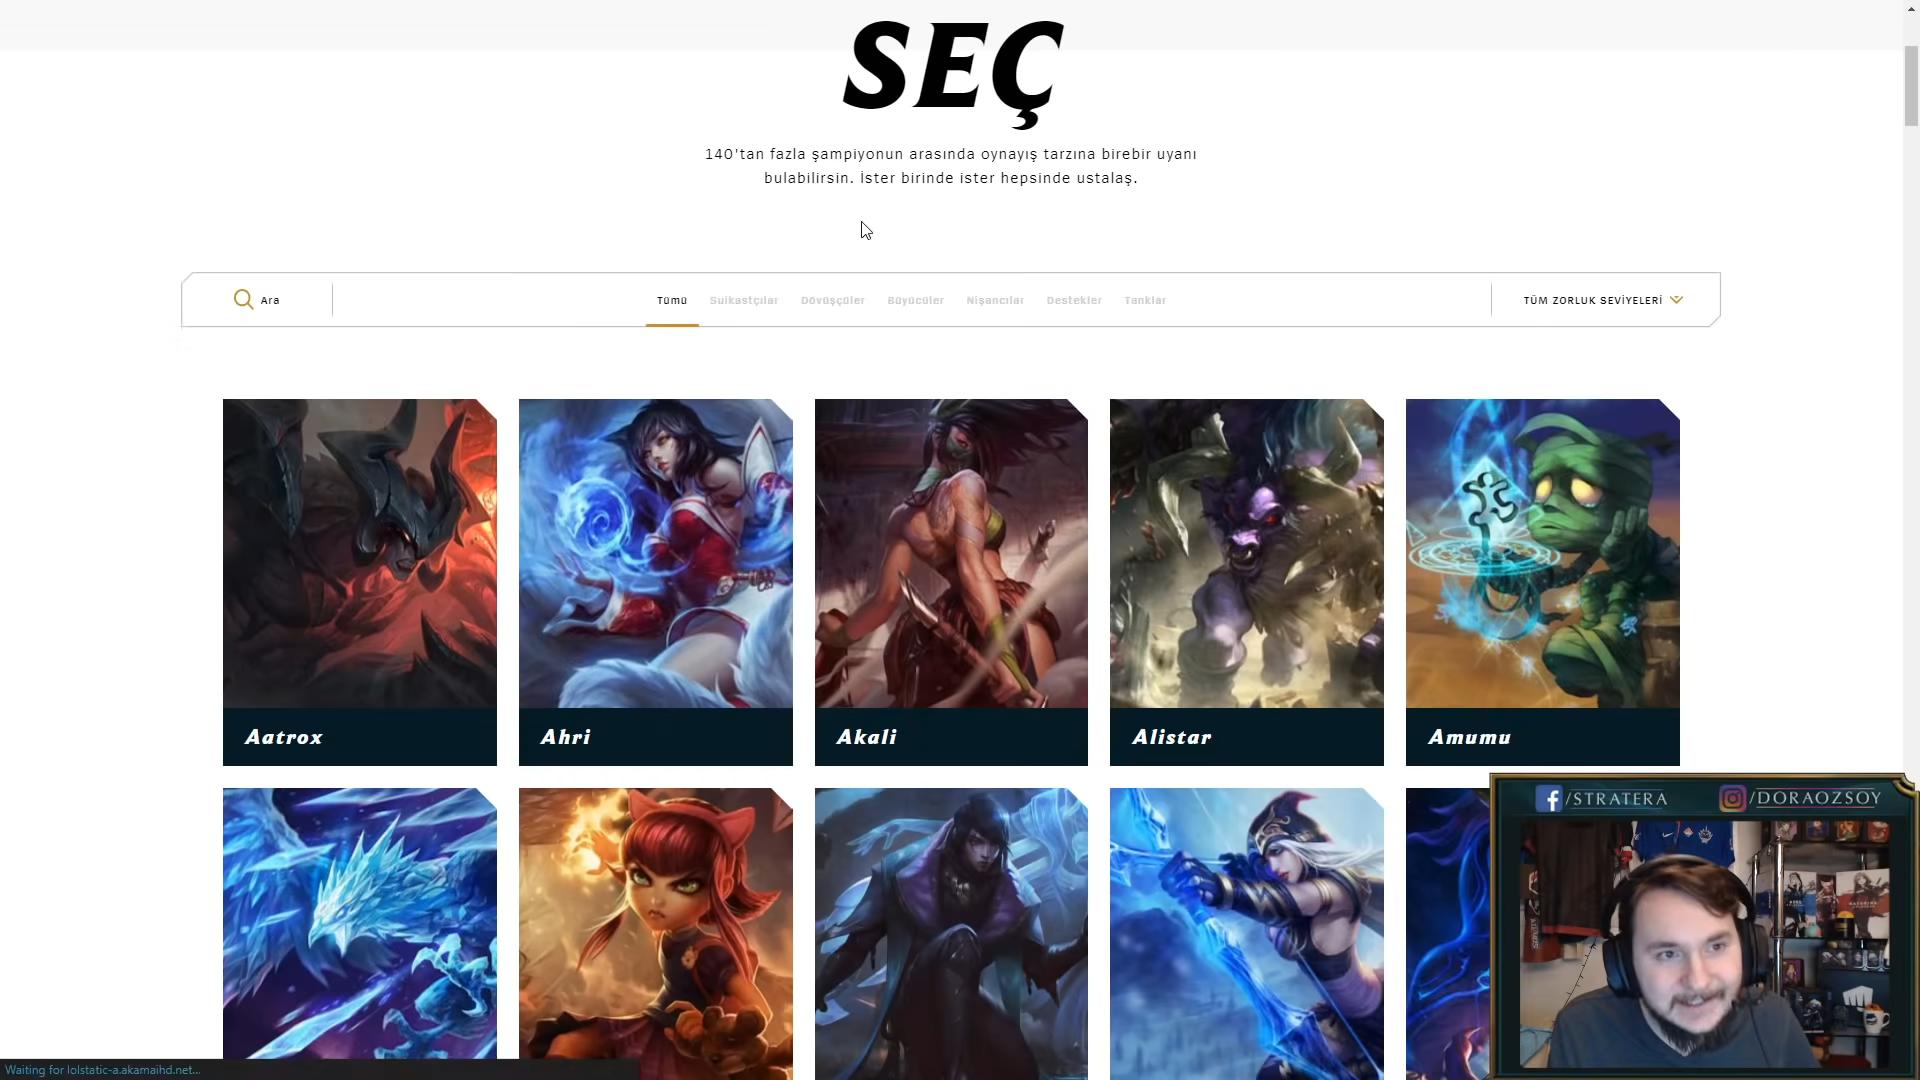 SEÇ
140'tan fazla şampiyonun arasında oynayış tarzına birebir uyanı
bulabilirsin. İster birinde ister hepsinde ustalaş.
Ara
Tümü Suikastçılar Dövüşçüler Büyücüler Nişancılar Destekler Tanklar
TÜM ZORLUK SEVİYELERİ
Aatrox
Ahri
Akali
Alistar
Amumu
/STRATERA
/DORAOZSOY
Waiting for lolstatic-a.akamaihd.net...